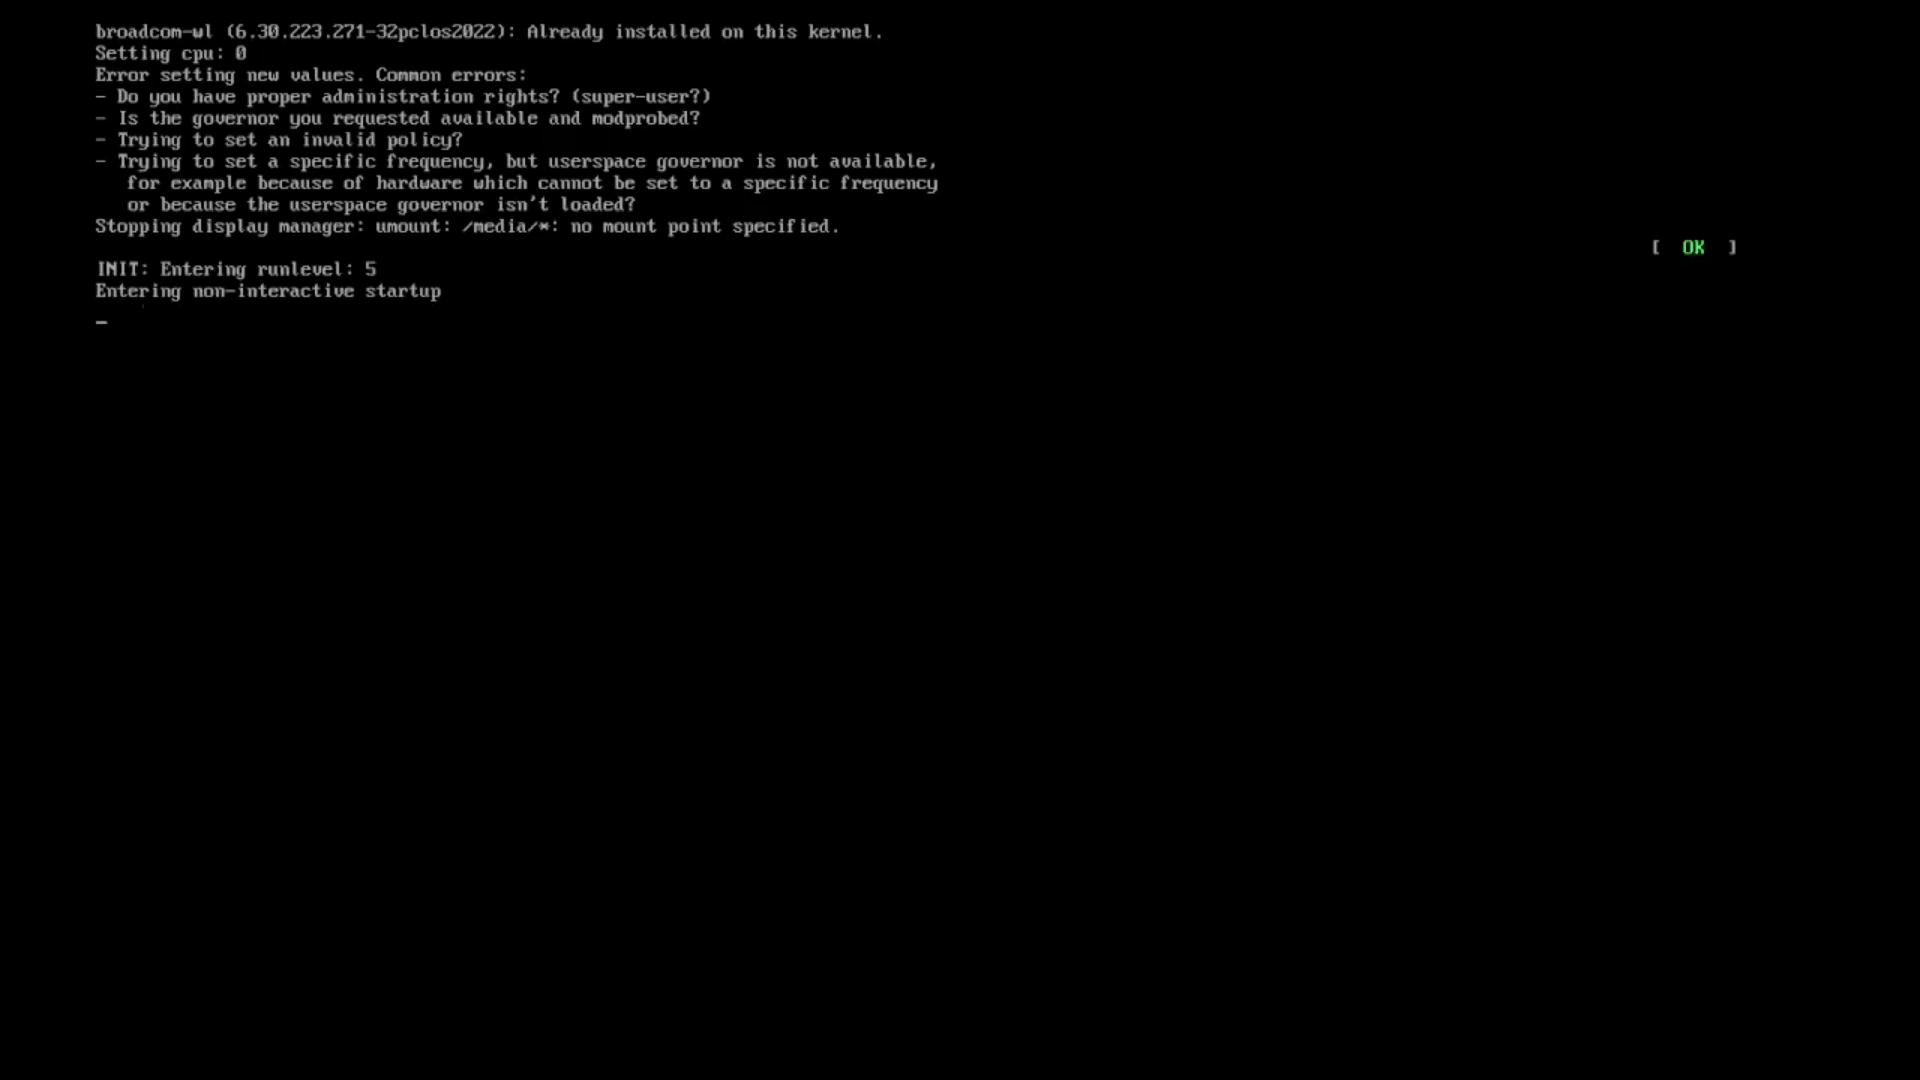 broadcom-wl (6.30.223.271-32pclos2022): Already installed on this kernel.
Setting cpu: 0
Error setting new values. Common errors:
- Do you have proper administration rights? (super-user?)
- Is the governor you requested available and modprobed?
- Trying to set an invalid policy?
- Trying to set a specific frequency, but userspace governor is not available,
for example because of hardware which cannot be set to a specific frequency
or because the userspace governor isn't loaded?
Stopping display manager: umount: /media/*: no mount point specified.
[ OK ]
INIT: Entering runlevel: 5
Entering non-interactive startup